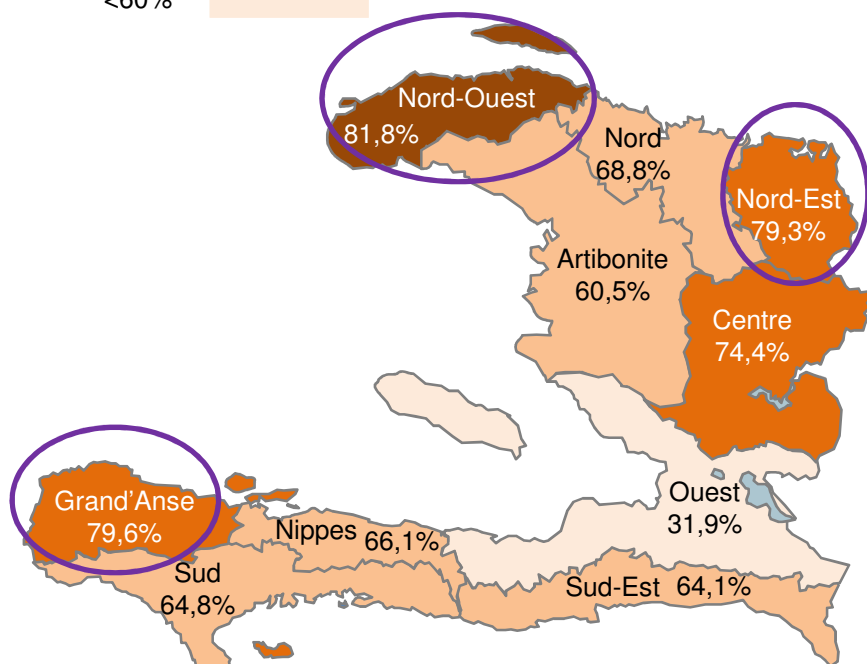 <60%
Nord-Ouest
81,8%
Nord
68,8%
Nord-Est
79,3%
Artibonite
60,5%
Centre
74,4%
Grand'Anse
79,6%
Nippes 66,1%
Ouest
31,9%
Sud
64,8%
Sud-Est 64,1%